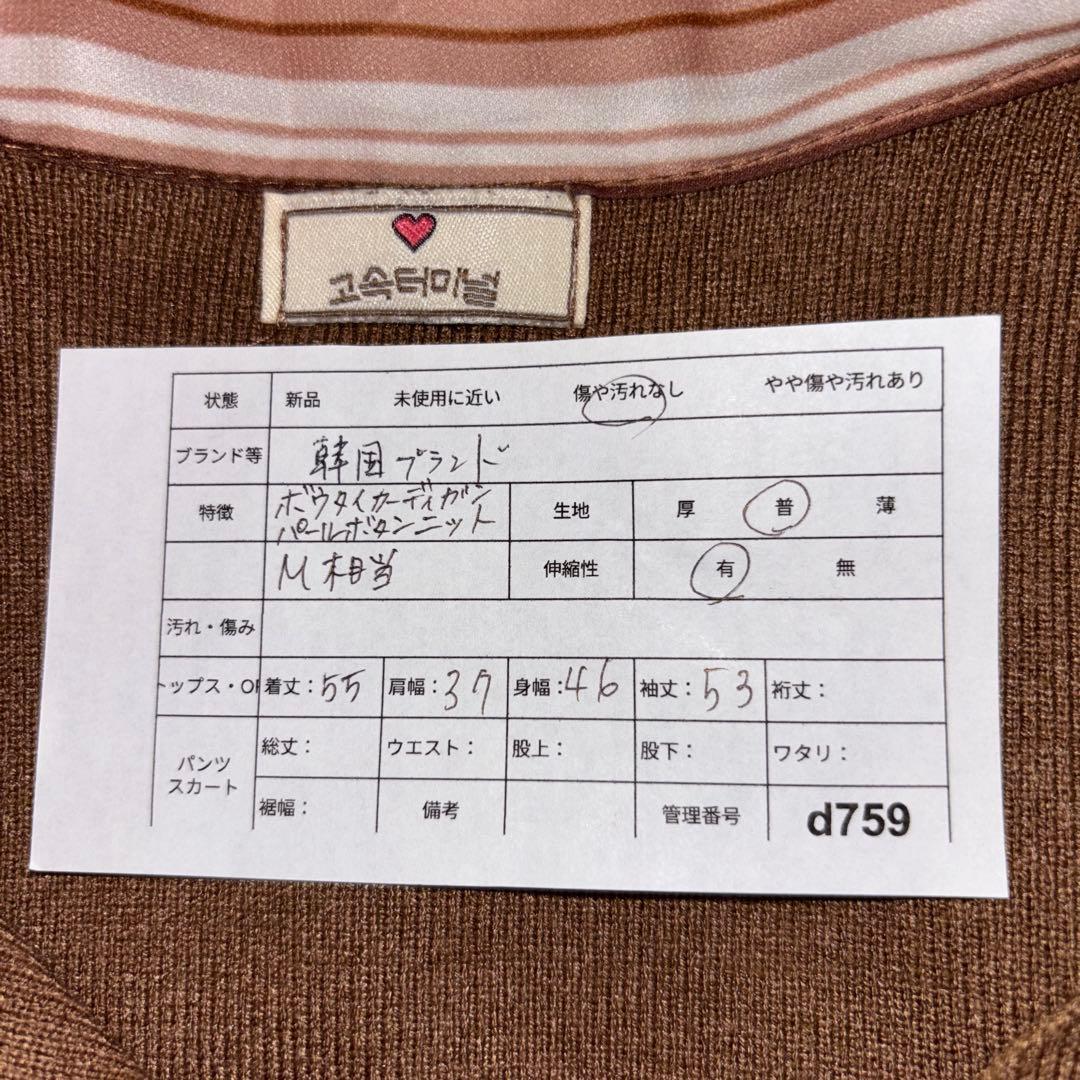 고속터미널
状態 新品 未使用に近い 傷や汚れなし やや傷や汚れあり
ブランド等 韓国ブランド
特徴 ボウタイカーディガン 生地 厚 普 薄
パールボタンニット
M相当 伸縮性 有 無
汚れ・傷み
トップス・OP 着丈：55 肩幅：37 身幅：46 袖丈：53 裄丈：
パンツ 総丈： ウエスト： 股上： 股下： ワタリ：
スカート
裾幅： 備考 管理番号 d759